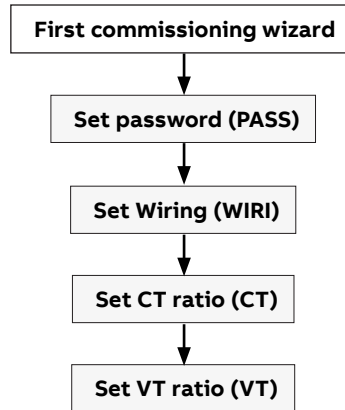 First commissioning wizard
Set password (PASS)
Set Wiring (WIRI)
Set CT ratio (CT)
Set VT ratio (VT)